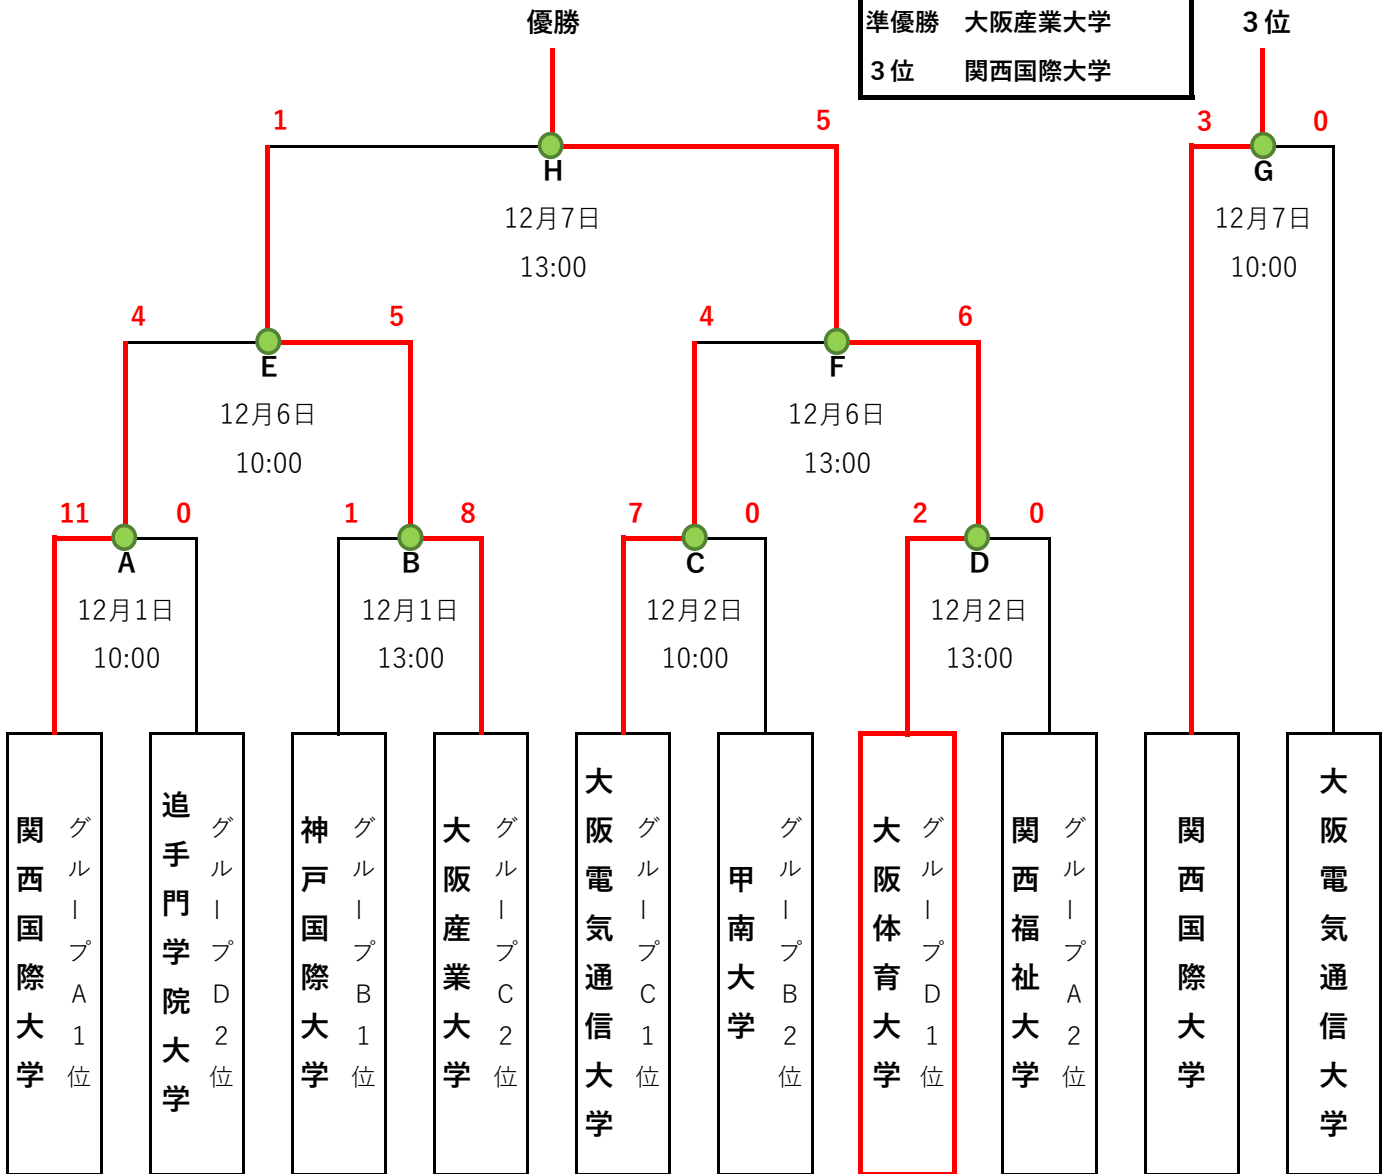 優勝
準優勝 大阪産業大学
3位 関西国際大学
3位
1
5
3
0
H
G
12月7日
13:00
12月7日
10:00
4
5
4
6
E
F
12月6日
10:00
12月6日
13:00
11
0
1
8
7
0
2
0
A
B
C
D
12月1日
10:00
12月1日
13:00
12月2日
10:00
12月2日
13:00
関西国際大学
グループA1位
追手門学院大学
グループD2位
神戸国際大学
グループB1位
大阪産業大学
グループC2位
大阪電気通信大学
グループC1位
甲南大学
グループB2位
大阪体育大学
グループD1位
関西福祉大学
グループA2位
関西国際大学
大阪電気通信大学